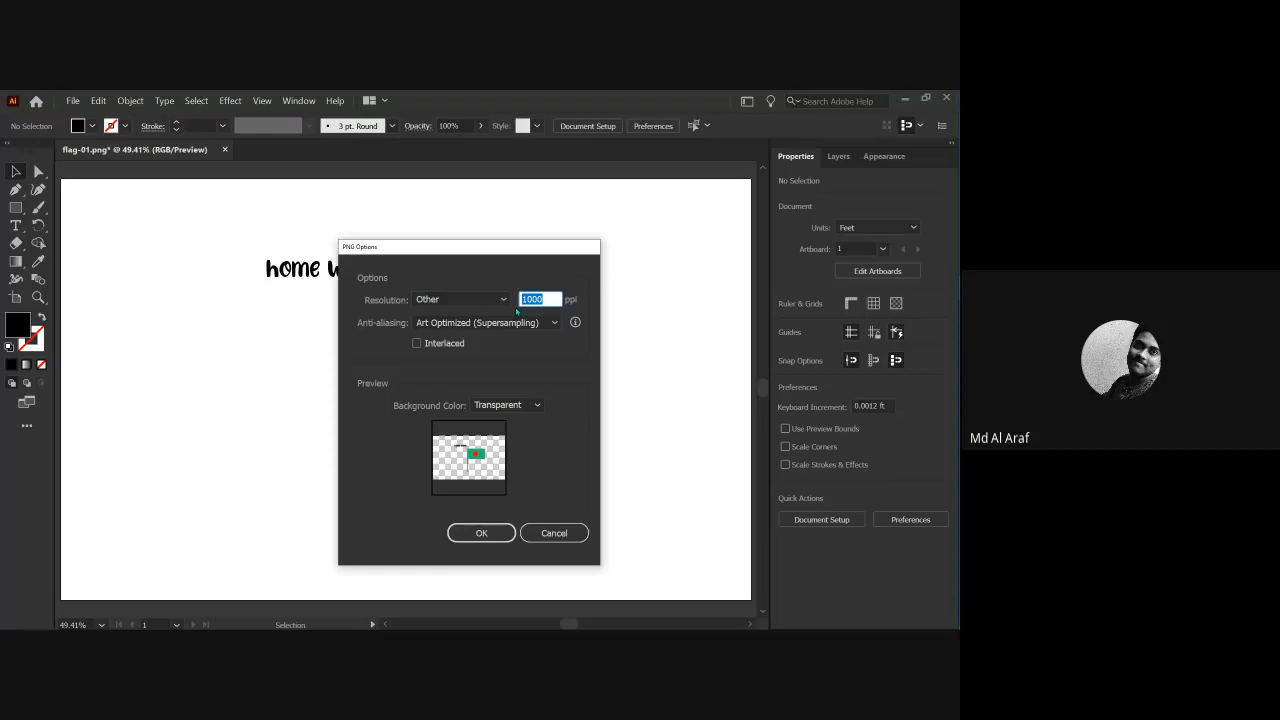 Ai File Edit Object Type Select Effect View Window Help Search Adobe Help
No Selection Stroke: 3 pt. Round Opacity: 100% Style: Document Setup Preferences
flag-01.png* @ 49.41% (RGB/Preview)
Properties Layers Appearance
No Selection
Document
Units: Feet
Artboard: 1
Edit Artboards
Ruler & Grids
Guides
Snap Options
Preferences
Keyboard Increment: 0.0012 ft
Use Preview Bounds
Scale Corners
Scale Strokes & Effects
Quick Actions
Document Setup Preferences
home w
PNG Options
Options
Resolution: Other 1000 ppi
Anti-aliasing: Art Optimized (Supersampling)
Interlaced
Preview
Background Color: Transparent
OK Cancel
49.41% 1 Selection
Md Al Araf